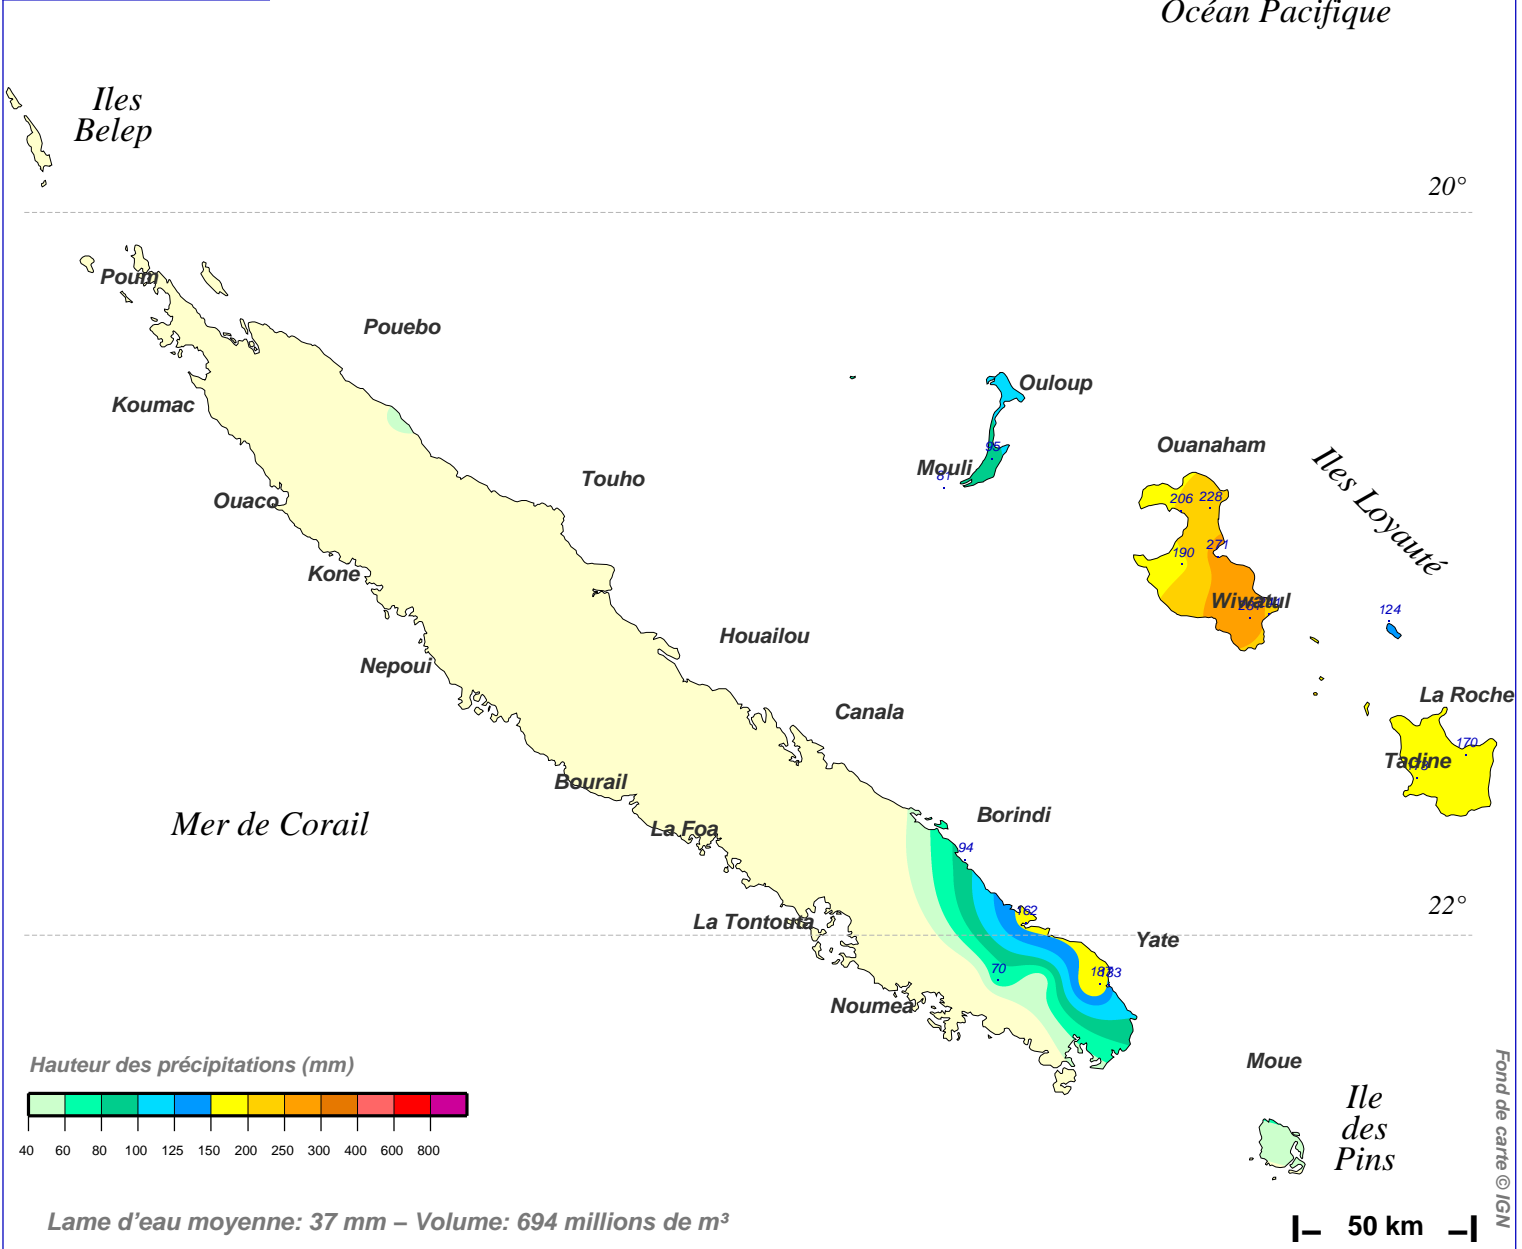 Océan Pacifique
Iles
Belep
20°
Poum
Pouebo
Ouloup
Koumac
Ouanaham
95
Iles Loyauté
Mouli
81
Touho
206
228
Ouaco
271
190
Kone
Wiwatul
124
Houailou
Nepoui
La Roche
Canala
170
Tadine
Bourail
Borindi
Mer de Corail
La Foa
94
22°
162
La Tontouta
Yate
70
Noumea
Hauteur des précipitations (mm)
Moue
40 60 80 100 125 150 200 250 300 400 600 800
Ile
des
Pins
Fond de carte © IGN
Lame d’eau moyenne: 37 mm – Volume: 694 millions de m³
50 km